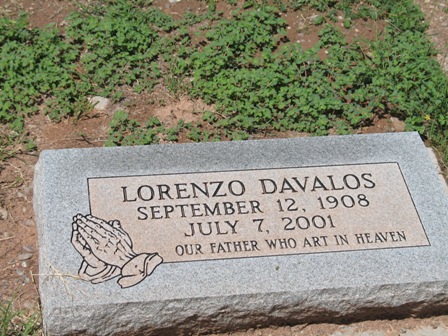 LORENZO DAVALOS
SEPTEMBER 12, 1908
JULY 7, 2001
OUR FATHER WHO ART IN HEAVEN